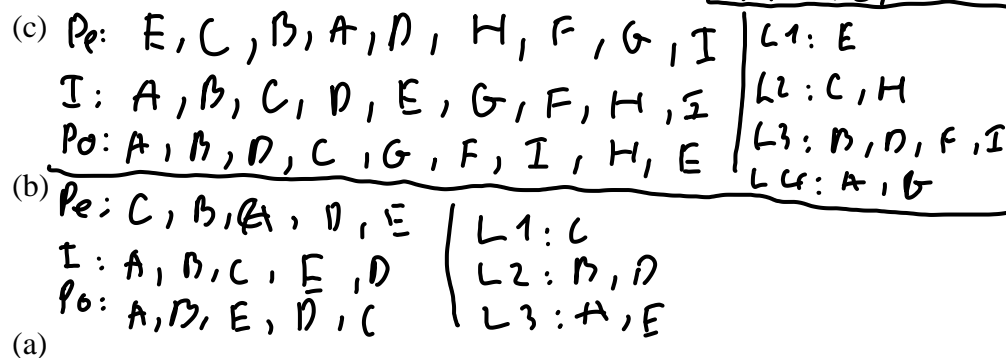 (c) Pe: E, C, B, A, D, H, F, G, I
I: A, B, C, D, E, G, F, H, I
Po: A, B, D, C, G, F, I, H, E
L1: E
L2: C, H
L3: B, D, F, I
L4: A, G
(b) Pe: C, B, A, D, E
I: A, B, C, E, D
Po: A, B, E, D, C
L1: C
L2: B, D
L3: A, E
(a)